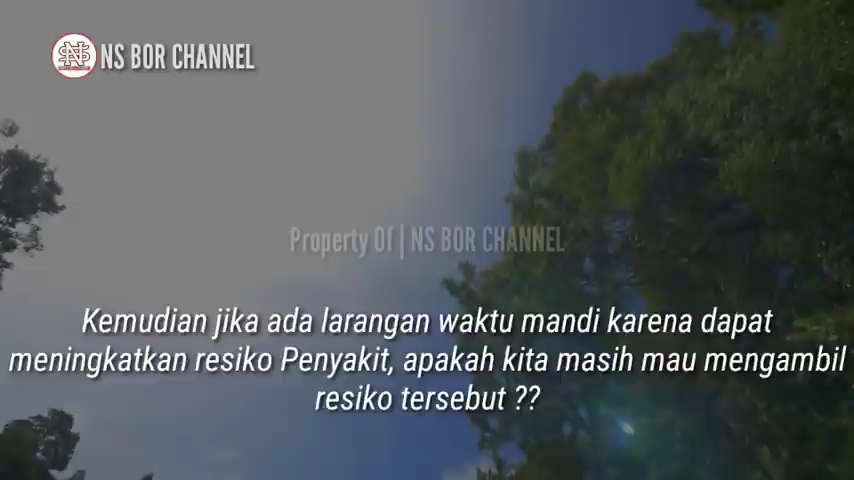 NS BOR CHANNEL
Property Of | NS BOR CHANNEL
Kemudian jika ada larangan waktu mandi karena dapat
meningkatkan resiko Penyakit, apakah kita masih mau mengambil
resiko tersebut ??